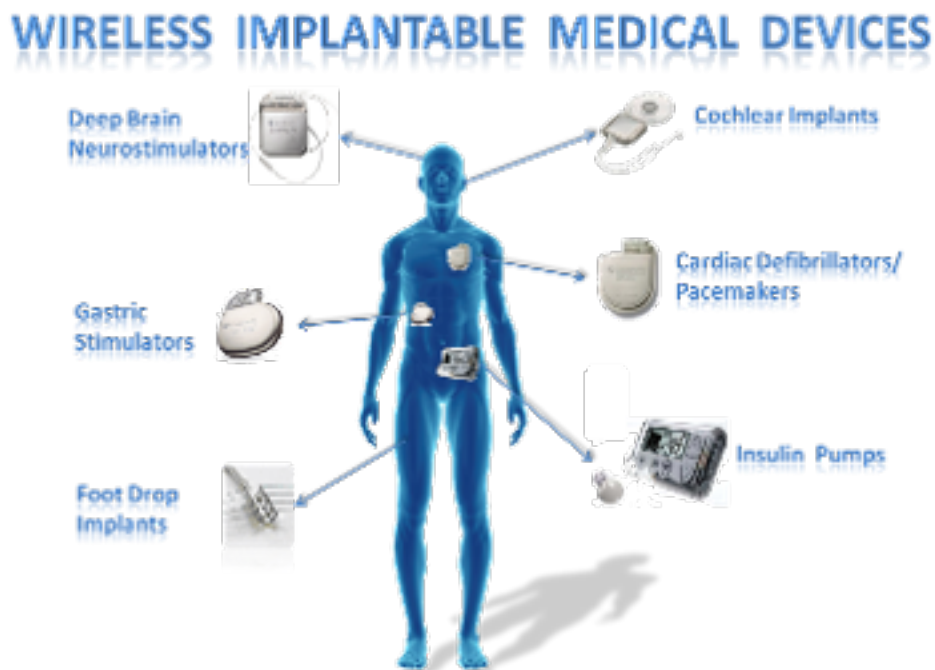 WIRELESS IMPLANTABLE MEDICAL DEVICES
Deep Brain
Neurostimulators
Cochlear Implants
Cardiac Defibrillators/
Pacemakers
Gastric
Stimulators
Insulin Pumps
Foot Drop
Implants